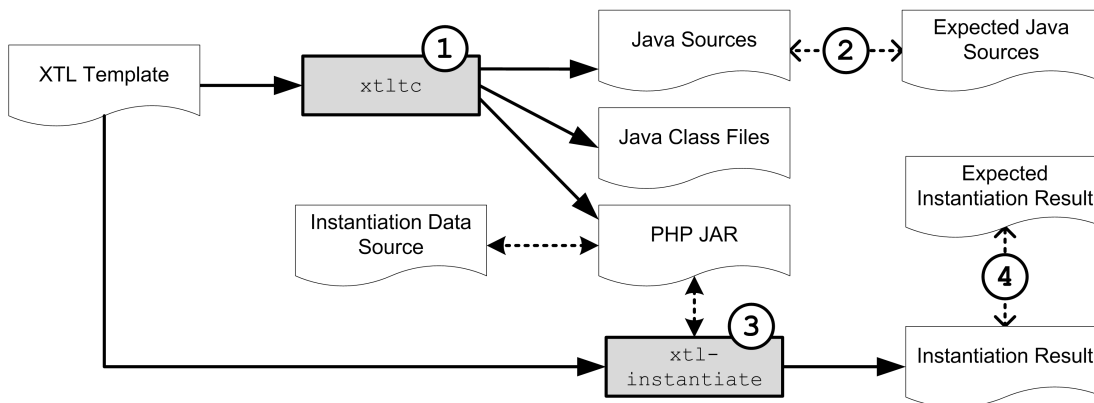 1
Java Sources
2
Expected Java
Sources
XTL Template
xtltc
Java Class Files
Expected
Instantiation Result
Instantiation Data
Source
PHP JAR
4
3
xtl-
instantiate
Instantiation Result